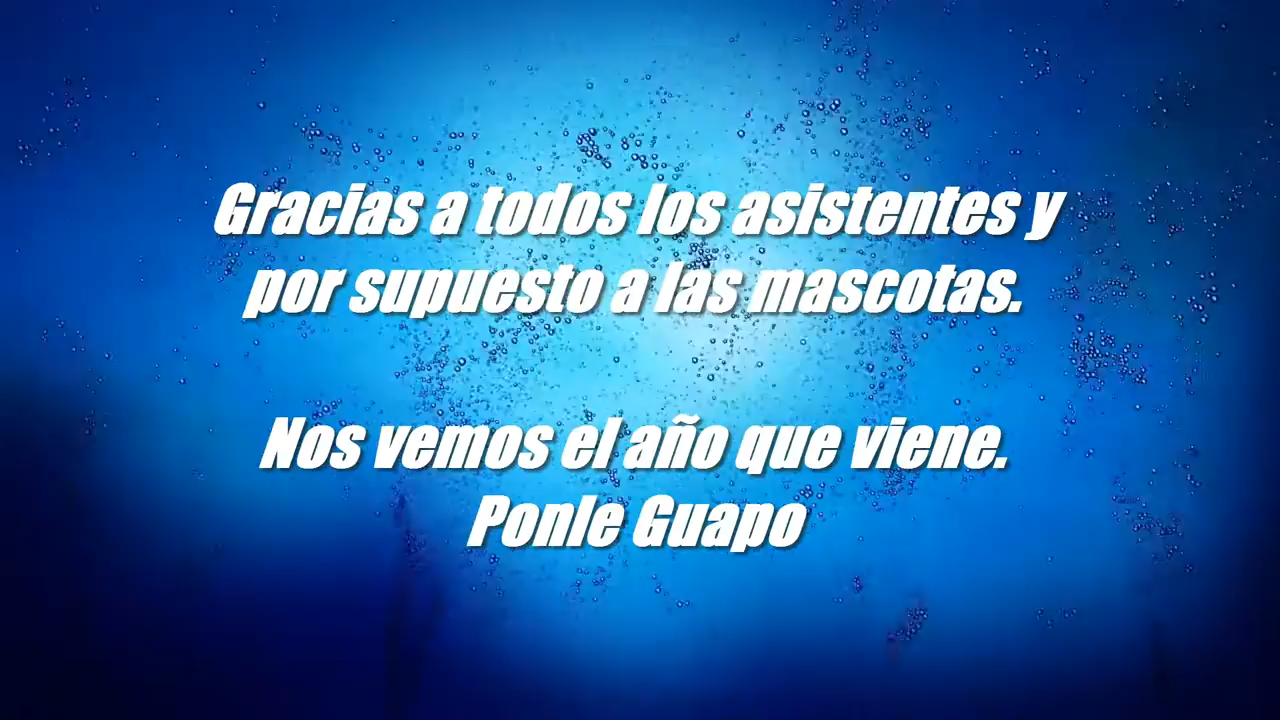 Gracias a todos los asistentes y
por supuesto a las mascotas.
Nos vemos el año que viene.
Ponle Guapo